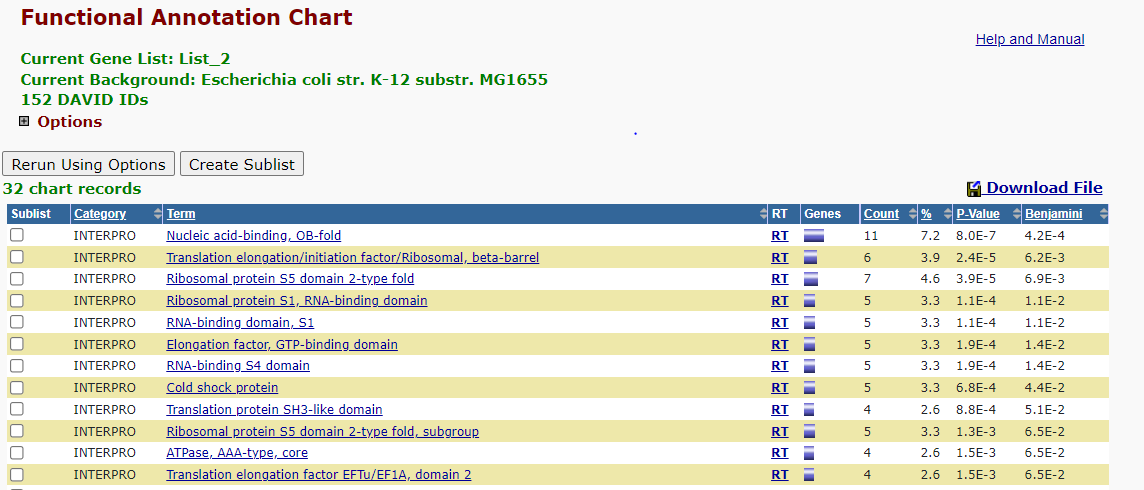 Functional Annotation Chart
Help and Manual
Current Gene List: List_2
Current Background: Escherichia coli str. K-12 substr. MG1655
152 DAVID IDs
Options
Rerun Using Options Create Sublist
32 chart records
Download File
Sublist Category Term RT Genes Count % P-Value Benjamini
INTERPRO Nucleic acid-binding, OB-fold RT 11 7.2 8.0E-7 4.2E-4
INTERPRO Translation elongation/initiation factor/Ribosomal, beta-barrel RT 6 3.9 2.4E-5 6.2E-3
INTERPRO Ribosomal protein S5 domain 2-type fold RT 7 4.6 3.9E-5 6.9E-3
INTERPRO Ribosomal protein S1, RNA-binding domain RT 5 3.3 1.1E-4 1.1E-2
INTERPRO RNA-binding domain, S1 RT 5 3.3 1.1E-4 1.1E-2
INTERPRO Elongation factor, GTP-binding domain RT 5 3.3 1.9E-4 1.4E-2
INTERPRO RNA-binding S4 domain RT 5 3.3 1.9E-4 1.4E-2
INTERPRO Cold shock protein RT 5 3.3 6.8E-4 4.4E-2
INTERPRO Translation protein SH3-like domain RT 4 2.6 8.8E-4 5.1E-2
INTERPRO Ribosomal protein S5 domain 2-type fold, subgroup RT 5 3.3 1.3E-3 6.5E-2
INTERPRO ATPase, AAA-type, core RT 4 2.6 1.5E-3 6.5E-2
INTERPRO Translation elongation factor EFTu/EF1A, domain 2 RT 4 2.6 1.5E-3 6.5E-2